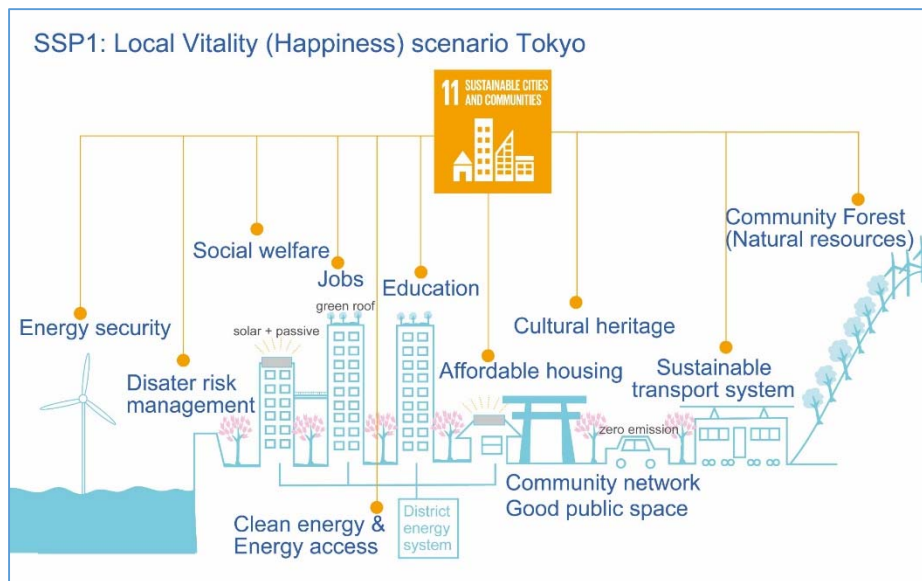 SSP1: Local Vitality (Happiness) scenario Tokyo
11 SUSTAINABLE CITIES
AND COMMUNITIES
Community Forest
(Natural resources)
Social welfare
Jobs
Education
green roof
Cultural heritage
Energy security
solar + passive
Affordable housing
Sustainable
transport system
Disater risk
management
zero emission
Community network
Good public space
Clean energy &
Energy access
District
energy
system